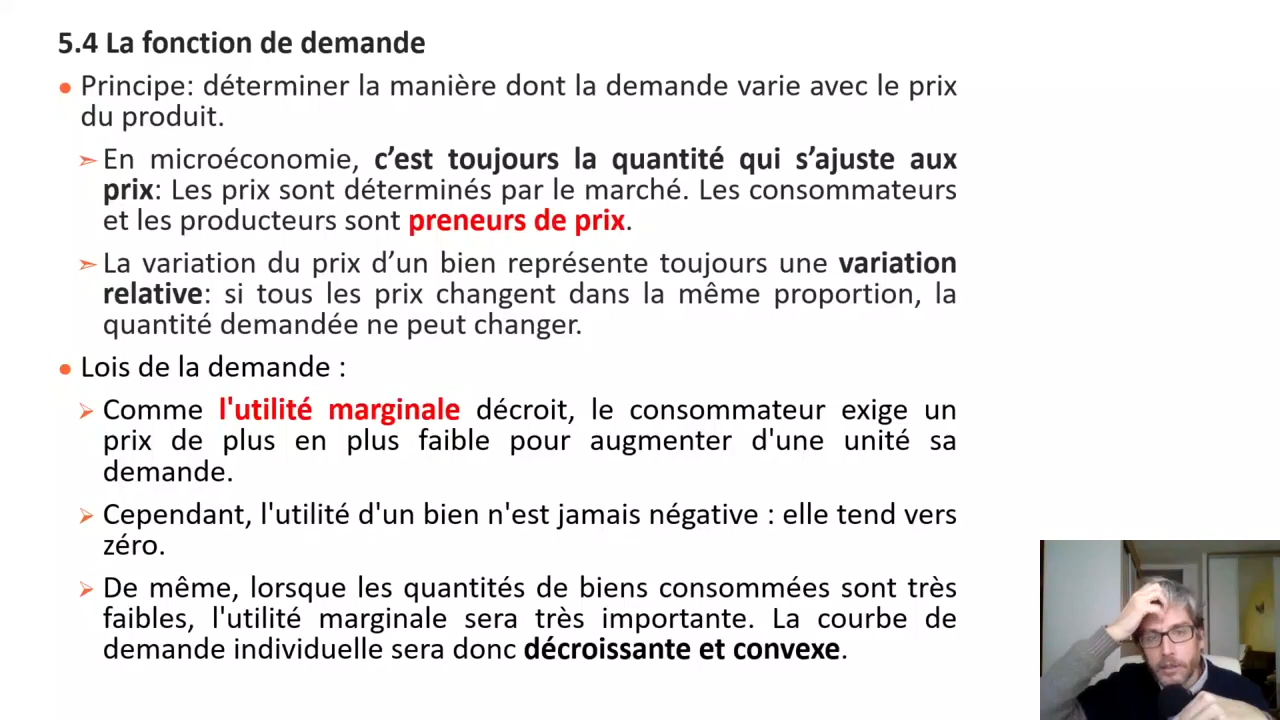 5.4 La fonction de demande
Principe: déterminer la manière dont la demande varie avec le prix
du produit.
En microéconomie, c’est toujours la quantité qui s’ajuste aux
prix: Les prix sont déterminés par le marché. Les consommateurs
et les producteurs sont preneurs de prix.
La variation du prix d’un bien représente toujours une variation
relative: si tous les prix changent dans la même proportion, la
quantité demandée ne peut changer.
Lois de la demande :
Comme l'utilité marginale décroit, le consommateur exige un
prix de plus en plus faible pour augmenter d'une unité sa
demande.
Cependant, l'utilité d'un bien n'est jamais négative : elle tend vers
zéro.
De même, lorsque les quantités de biens consommées sont très
faibles, l'utilité marginale sera très importante. La courbe de
demande individuelle sera donc décroissante et convexe.